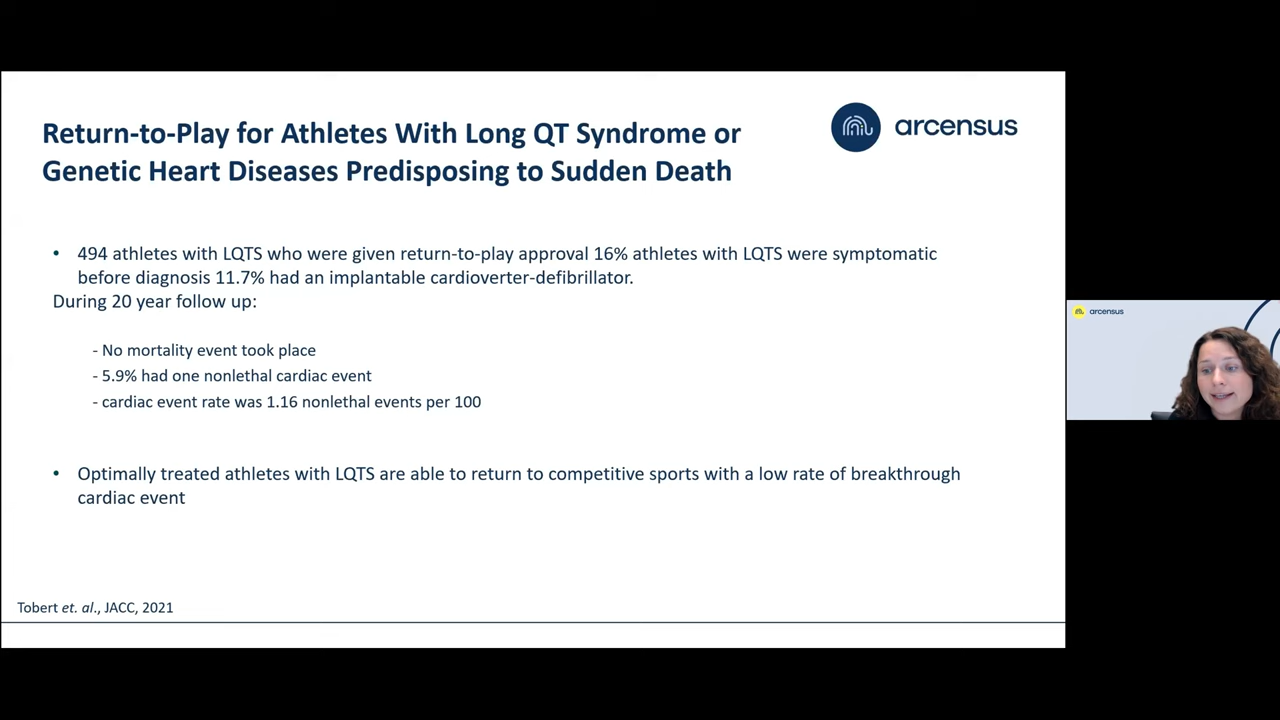 Return-to-Play for Athletes With Long QT Syndrome or
Genetic Heart Diseases Predisposing to Sudden Death
arcensus
• 494 athletes with LQTS who were given return-to-play approval 16% athletes with LQTS were symptomatic
before diagnosis 11.7% had an implantable cardioverter-defibrillator.
During 20 year follow up:
- No mortality event took place
- 5.9% had one nonlethal cardiac event
- cardiac event rate was 1.16 nonlethal events per 100
• Optimally treated athletes with LQTS are able to return to competitive sports with a low rate of breakthrough
cardiac event
Tobert et. al., JACC, 2021
arcensus